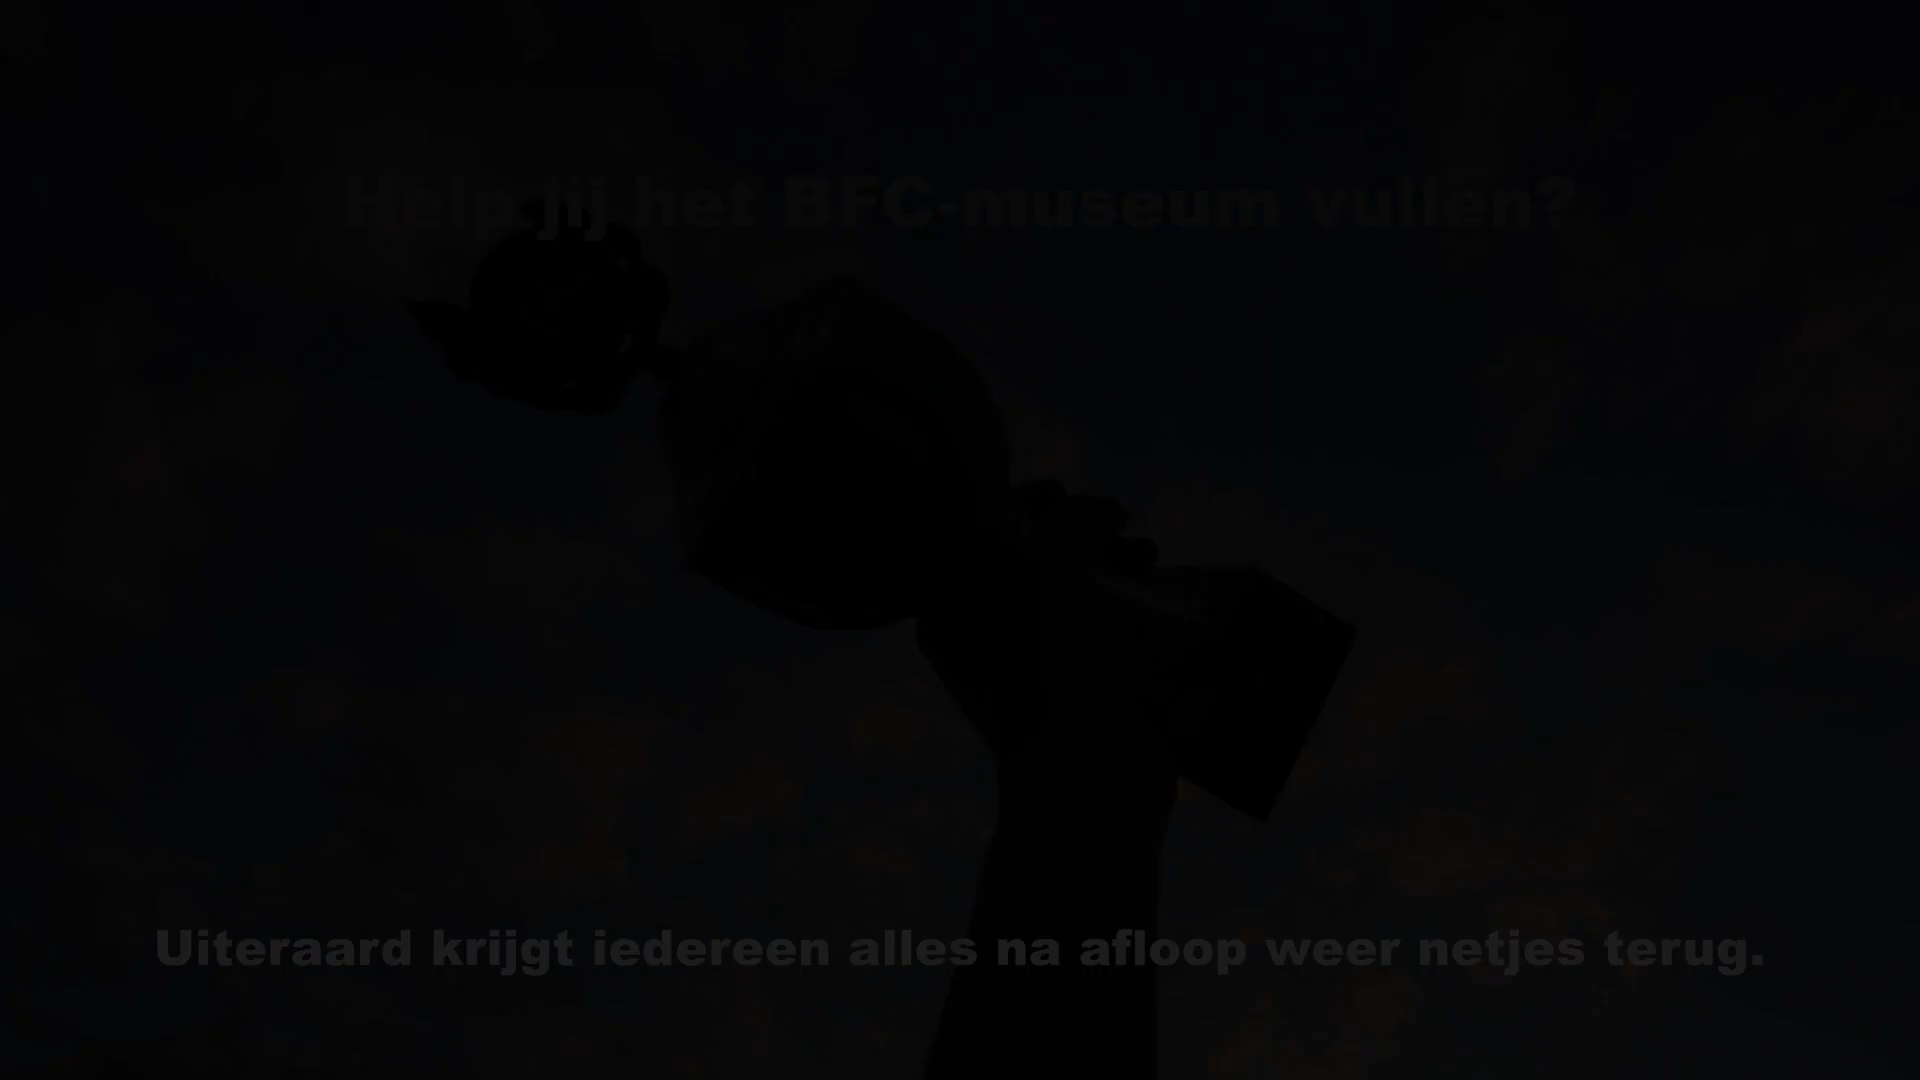 Help jij het BFC-museum vullen?
Uiteraard krijgt iedereen alles na afloop weer netjes terug.